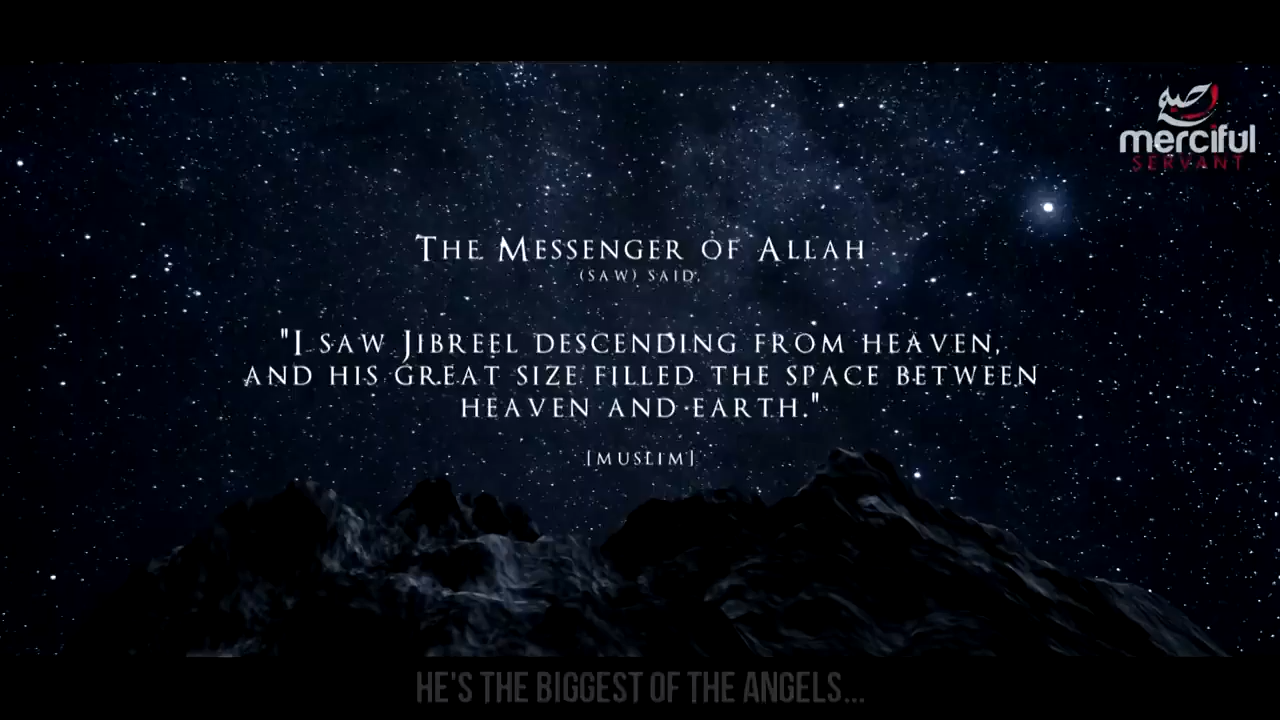 merciful
SERVANT
THE MESSENGER OF ALLAH
(SAW) SAID,
"I SAW JIBREEL DESCENDING FROM HEAVEN,
AND HIS GREAT SIZE FILLED THE SPACE BETWEEN
HEAVEN AND EARTH."
[MUSLIM]
HE'S THE BIGGEST OF THE ANGELS...